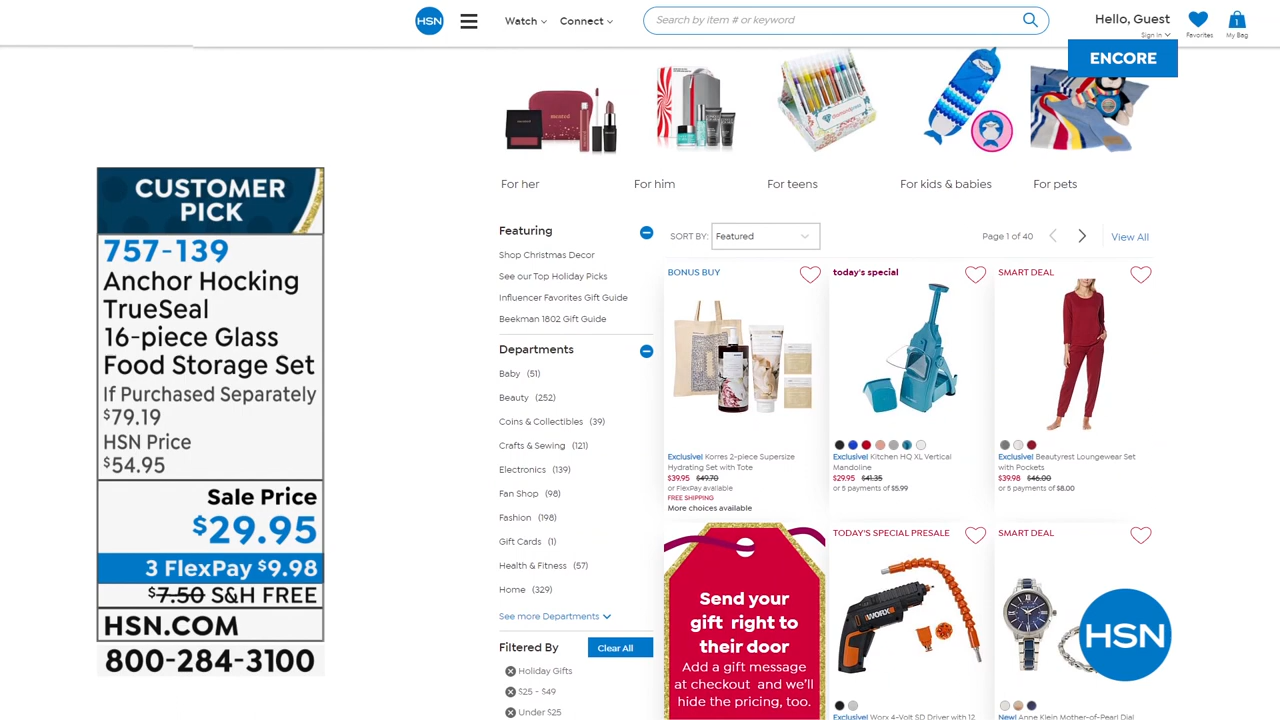 HSN
Watch
Connect
Search by item # or keyword
Hello, Guest
Sign in
Favorites
1
My Bag
ENCORE
For her
For him
For teens
For kids & babies
For pets
CUSTOMER
PICK
757-139
Anchor Hocking
TrueSeal
16-piece Glass
Food Storage Set
If Purchased Separately
$79.19
HSN Price
$54.95
Sale Price
$29.95
3 FlexPay $9.98
$7.50 S&H FREE
HSN.COM
800-284-3100
Featuring
Shop Christmas Decor
See our Top Holiday Picks
Influencer Favorites Gift Guide
Beekman 1802 Gift Guide
Departments
Baby (51)
Beauty (252)
Coins & Collectibles (39)
Crafts & Sewing (121)
Electronics (139)
Fan Shop (98)
Fashion (198)
Gift Cards (1)
Health & Fitness (57)
Home (329)
See more Departments
Filtered By
Clear All
Holiday Gifts
$25 - $49
Under $25
SORT BY: Featured
Page 1 of 40
View All
BONUS BUY
Exclusive! Korres 2-piece Supersize
Hydrating Set with Tote
$39.95 $49.70
or FlexPay available
FREE SHIPPING
More choices available
today's special
Exclusive! Kitchen HQ XL Vertical
Mandoline
$29.95 $41.35
or 5 payments of $5.99
SMART DEAL
Exclusive! Beautyrest Loungewear Set
with Pockets
$39.98 $46.00
or 5 payments of $8.00
Send your
gift right to
their door
Add a gift message
at checkout and we'll
hide the pricing, too.
TODAY'S SPECIAL PRESALE
WORX
Exclusive! Worx 4-Volt SD Driver with 12
SMART DEAL
New! Anne Klein Mother-of-Pearl Dial
HSN